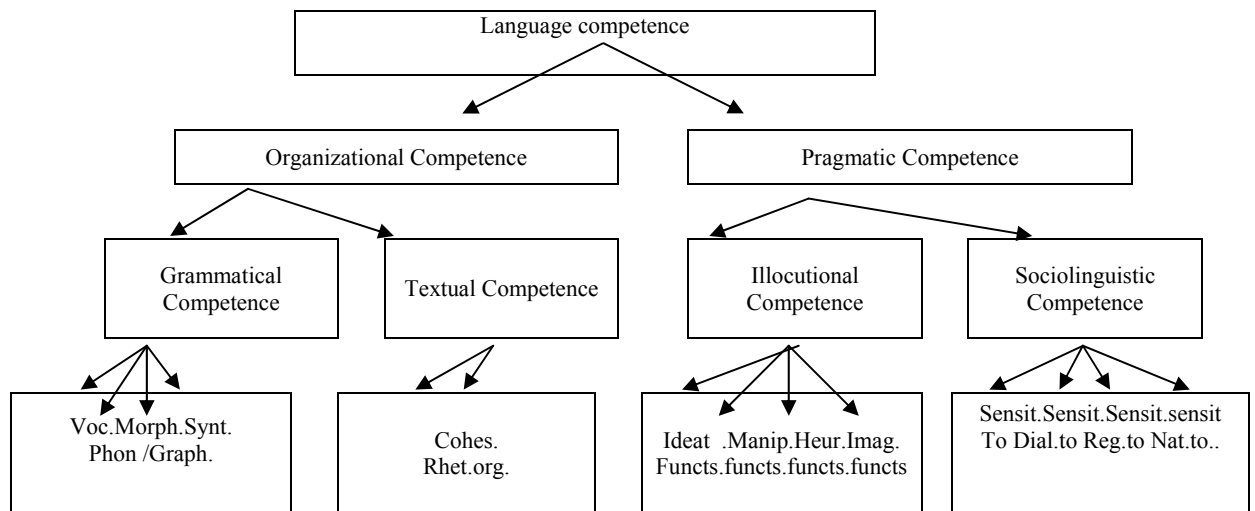 Language competence
Organizational Competence
Pragmatic Competence
Grammatical
Competence
Textual Competence
Illocutional
Competence
Sociolinguistic
Competence
Voc.Morph.Synt.
Phon /Graph.
Cohes.
Rhet.org.
Ideat .Manip.Heur.Imag.
Functs.functs.functs.functs
Sensit.Sensit.Sensit.sensit
To Dial.to Reg.to Nat.to..